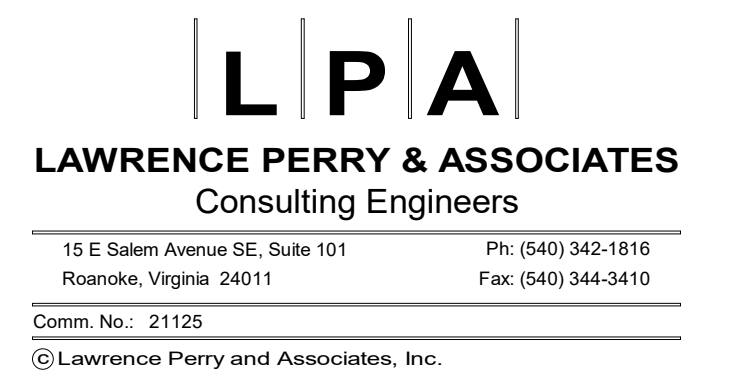 LPA
LAWRENCE PERRY & ASSOCIATES
Consulting Engineers
15 E Salem Avenue SE, Suite 101 Ph: (540) 342-1816
Roanoke, Virginia 24011 Fax: (540) 344-3410
Comm. No.: 21125
© Lawrence Perry and Associates, Inc.